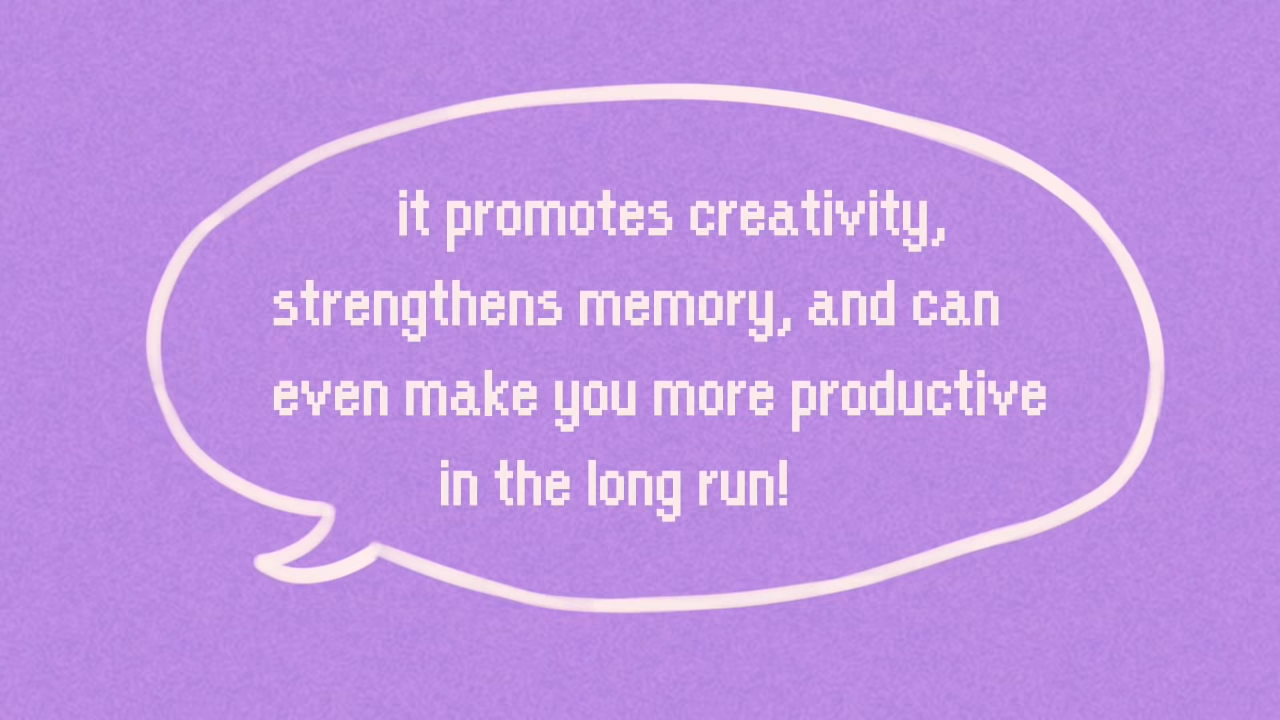 it promotes creativity,
strengthens memory, and can
even make you more productive
in the long run!